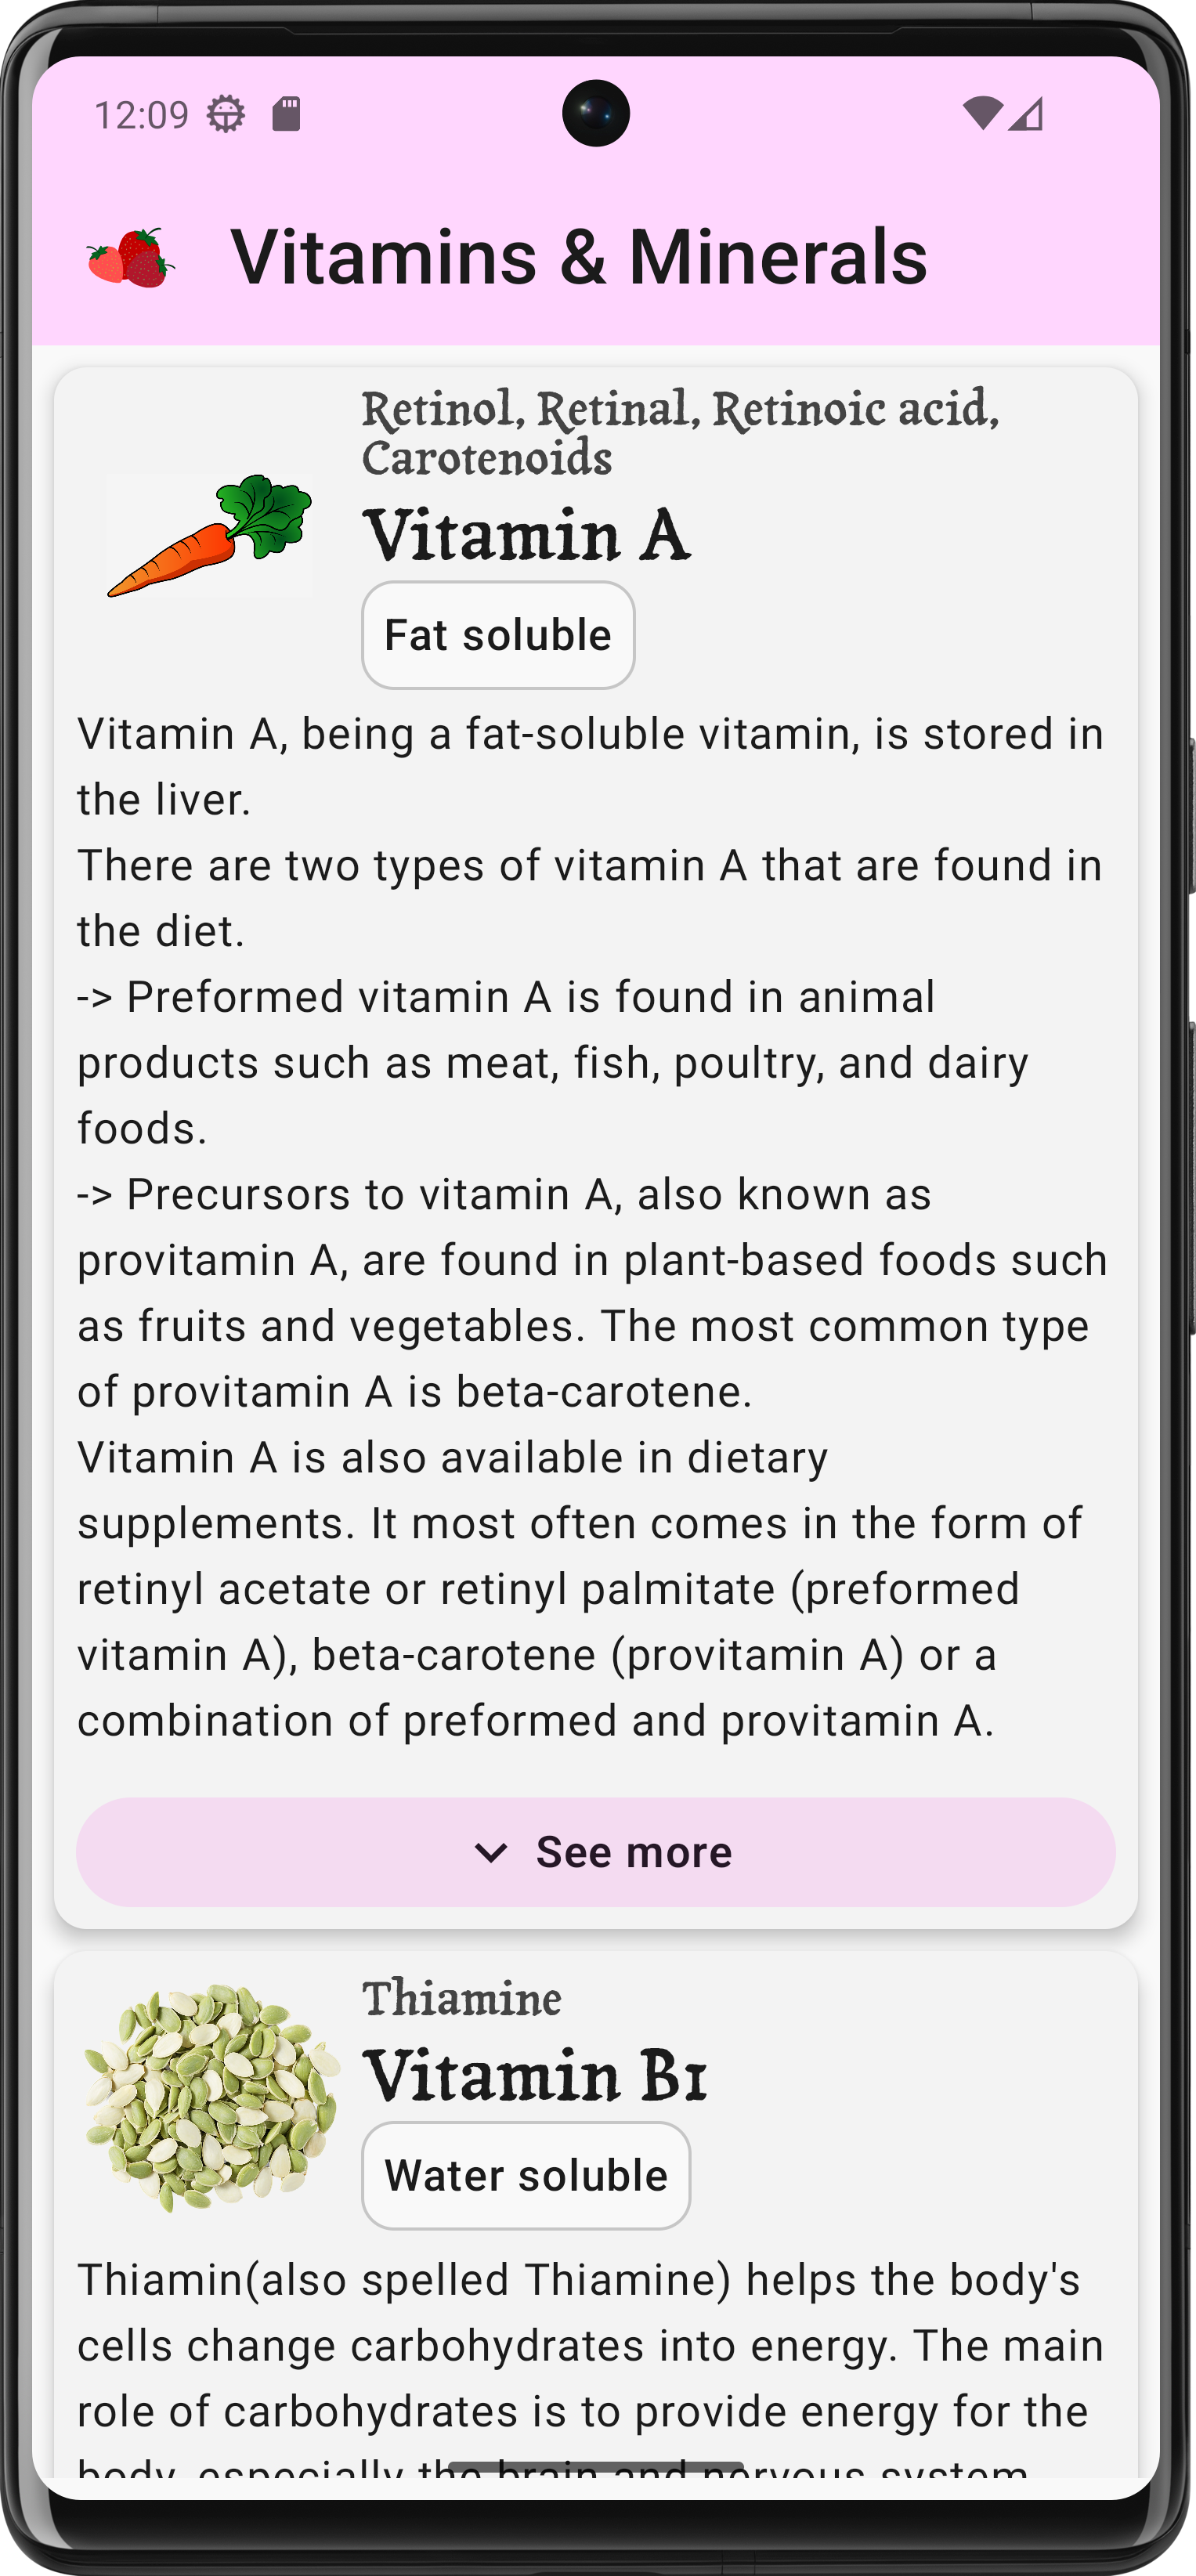 12:09
Vitamins & Minerals
Retinol, Retinal, Retinoic acid,
Carotenoids
Vitamin A
Fat soluble
Vitamin A, being a fat-soluble vitamin, is stored in
the liver.
There are two types of vitamin A that are found in
the diet.
-> Preformed vitamin A is found in animal
products such as meat, fish, poultry, and dairy
foods.
-> Precursors to vitamin A, also known as
provitamin A, are found in plant-based foods such
as fruits and vegetables. The most common type
of provitamin A is beta-carotene.
Vitamin A is also available in dietary
supplements. It most often comes in the form of
retinyl acetate or retinyl palmitate (preformed
vitamin A), beta-carotene (provitamin A) or a
combination of preformed and provitamin A.
See more
Thiamine
Vitamin B1
Water soluble
Thiamin(also spelled Thiamine) helps the body's
cells change carbohydrates into energy. The main
role of carbohydrates is to provide energy for the
body, especially the brain and nervous system.